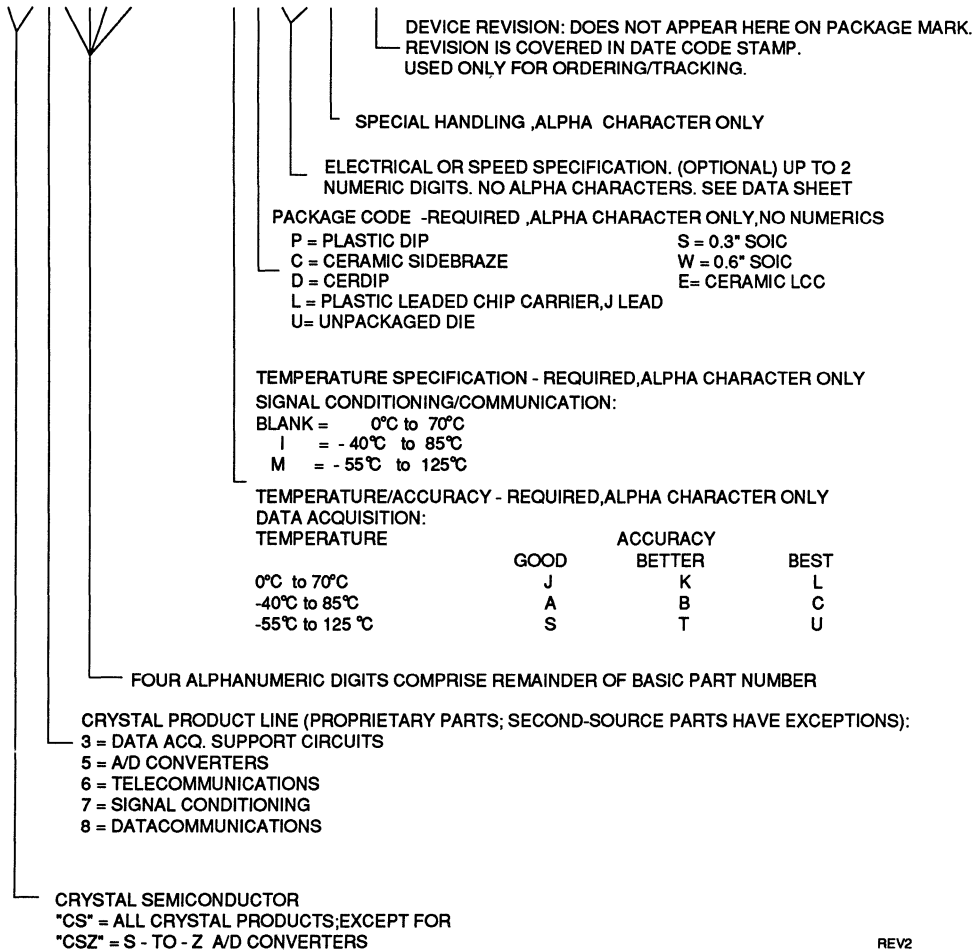 DEVICE REVISION: DOES NOT APPEAR HERE ON PACKAGE MARK.
REVISION IS COVERED IN DATE CODE STAMP.
USED ONLY FOR ORDERING/TRACKING.
SPECIAL HANDLING ,ALPHA CHARACTER ONLY
ELECTRICAL OR SPEED SPECIFICATION. (OPTIONAL) UP TO 2
NUMERIC DIGITS. NO ALPHA CHARACTERS. SEE DATA SHEET
PACKAGE CODE -REQUIRED ,ALPHA CHARACTER ONLY,NO NUMERICS
P = PLASTIC DIP S = 0.3" SOIC
C = CERAMIC SIDEBRAZE W = 0.6" SOIC
D = CERDIP E= CERAMIC LCC
L = PLASTIC LEADED CHIP CARRIER,J LEAD
U= UNPACKAGED DIE
TEMPERATURE SPECIFICATION - REQUIRED,ALPHA CHARACTER ONLY
SIGNAL CONDITIONING/COMMUNICATION:
BLANK = 0°C to 70°C
I = - 40°C to 85°C
M = - 55°C to 125°C
TEMPERATURE/ACCURACY - REQUIRED,ALPHA CHARACTER ONLY
DATA ACQUISITION:
TEMPERATURE ACCURACY
GOOD BETTER BEST
0°C to 70°C J K L
-40°C to 85°C A B C
-55°C to 125 °C S T U
FOUR ALPHANUMERIC DIGITS COMPRISE REMAINDER OF BASIC PART NUMBER
CRYSTAL PRODUCT LINE (PROPRIETARY PARTS; SECOND-SOURCE PARTS HAVE EXCEPTIONS):
3 = DATA ACQ. SUPPORT CIRCUITS
5 = A/D CONVERTERS
6 = TELECOMMUNICATIONS
7 = SIGNAL CONDITIONING
8 = DATACOMMUNICATIONS
CRYSTAL SEMICONDUCTOR
"CS" = ALL CRYSTAL PRODUCTS;EXCEPT FOR
"CSZ" = S - TO - Z A/D CONVERTERS
REV2